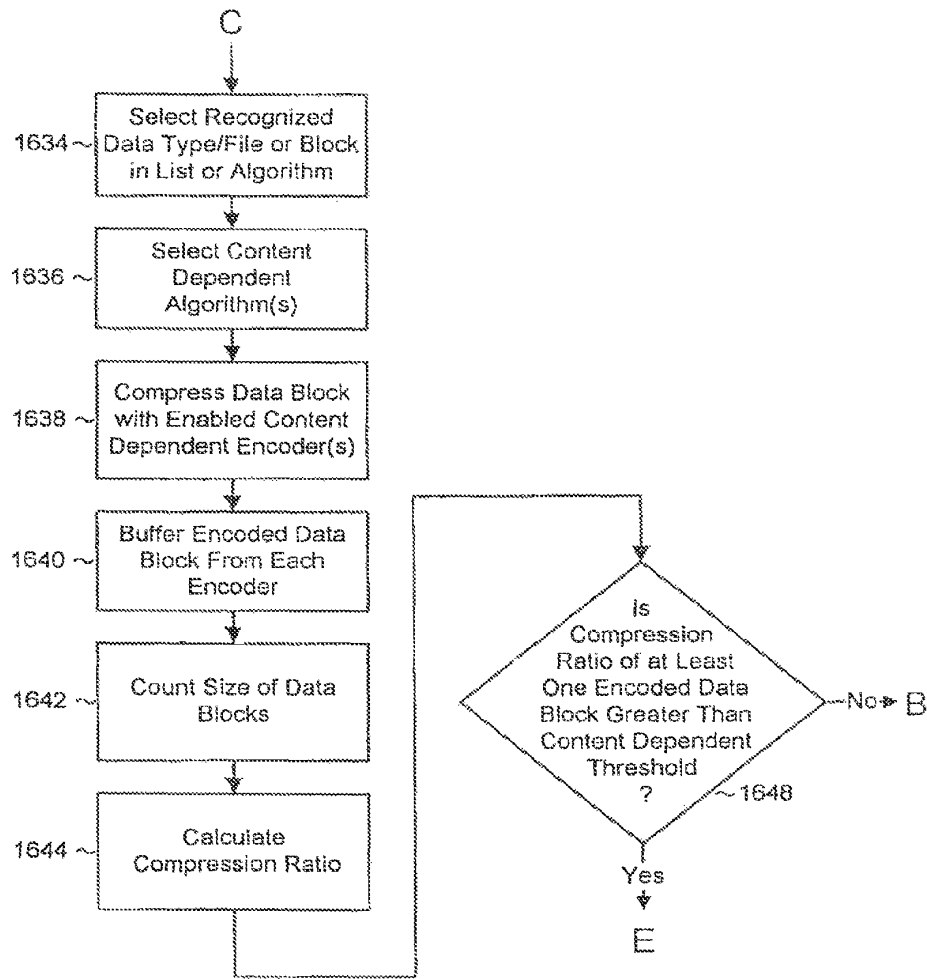 C
1634
Select Recognized
Data Type/File or Block
in List or Algorithm
1636
Select Content
Dependent
Algorithm(s)
1638
Compress Data Block
with Enabled Content
Dependent Encoder(s)
1640
Buffer Encoded Data
Block From Each
Encoder
1642
Count Size of Data
Blocks
1644
Calculate
Compression Ratio
Is
Compression
Ratio of at Least
One Encoded Data
Block Greater Than
Content Dependent
Threshold
?
1648
No
B
Yes
E